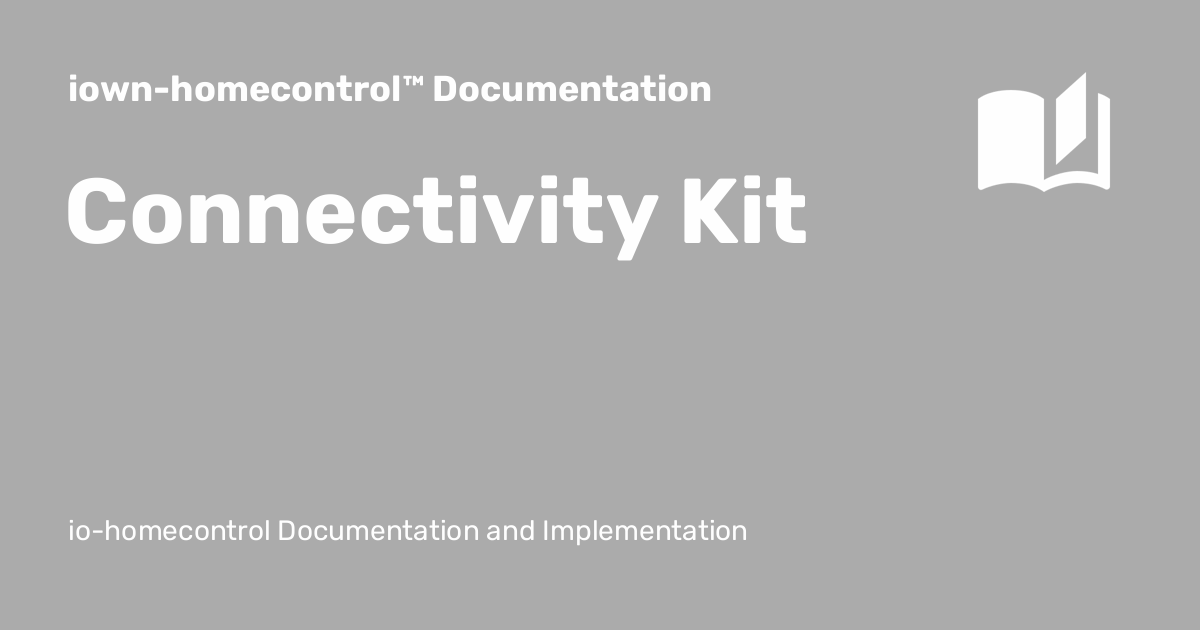 iown-homecontrol™ Documentation
Connectivity Kit
io-homecontrol Documentation and Implementation